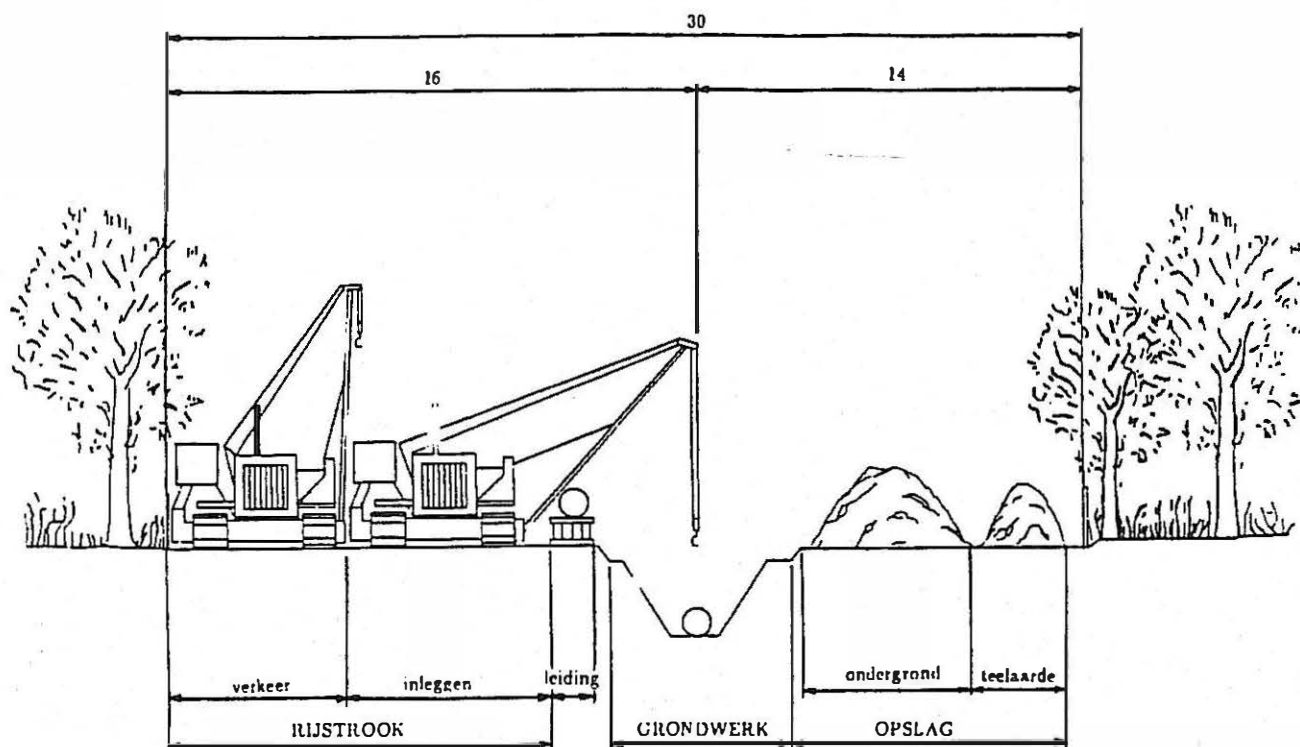 30
16
14
verkeer
inleggen
leiding
ondergrond
teelaarde
RIJSTROOK
GRONDWERK
OPSLAG